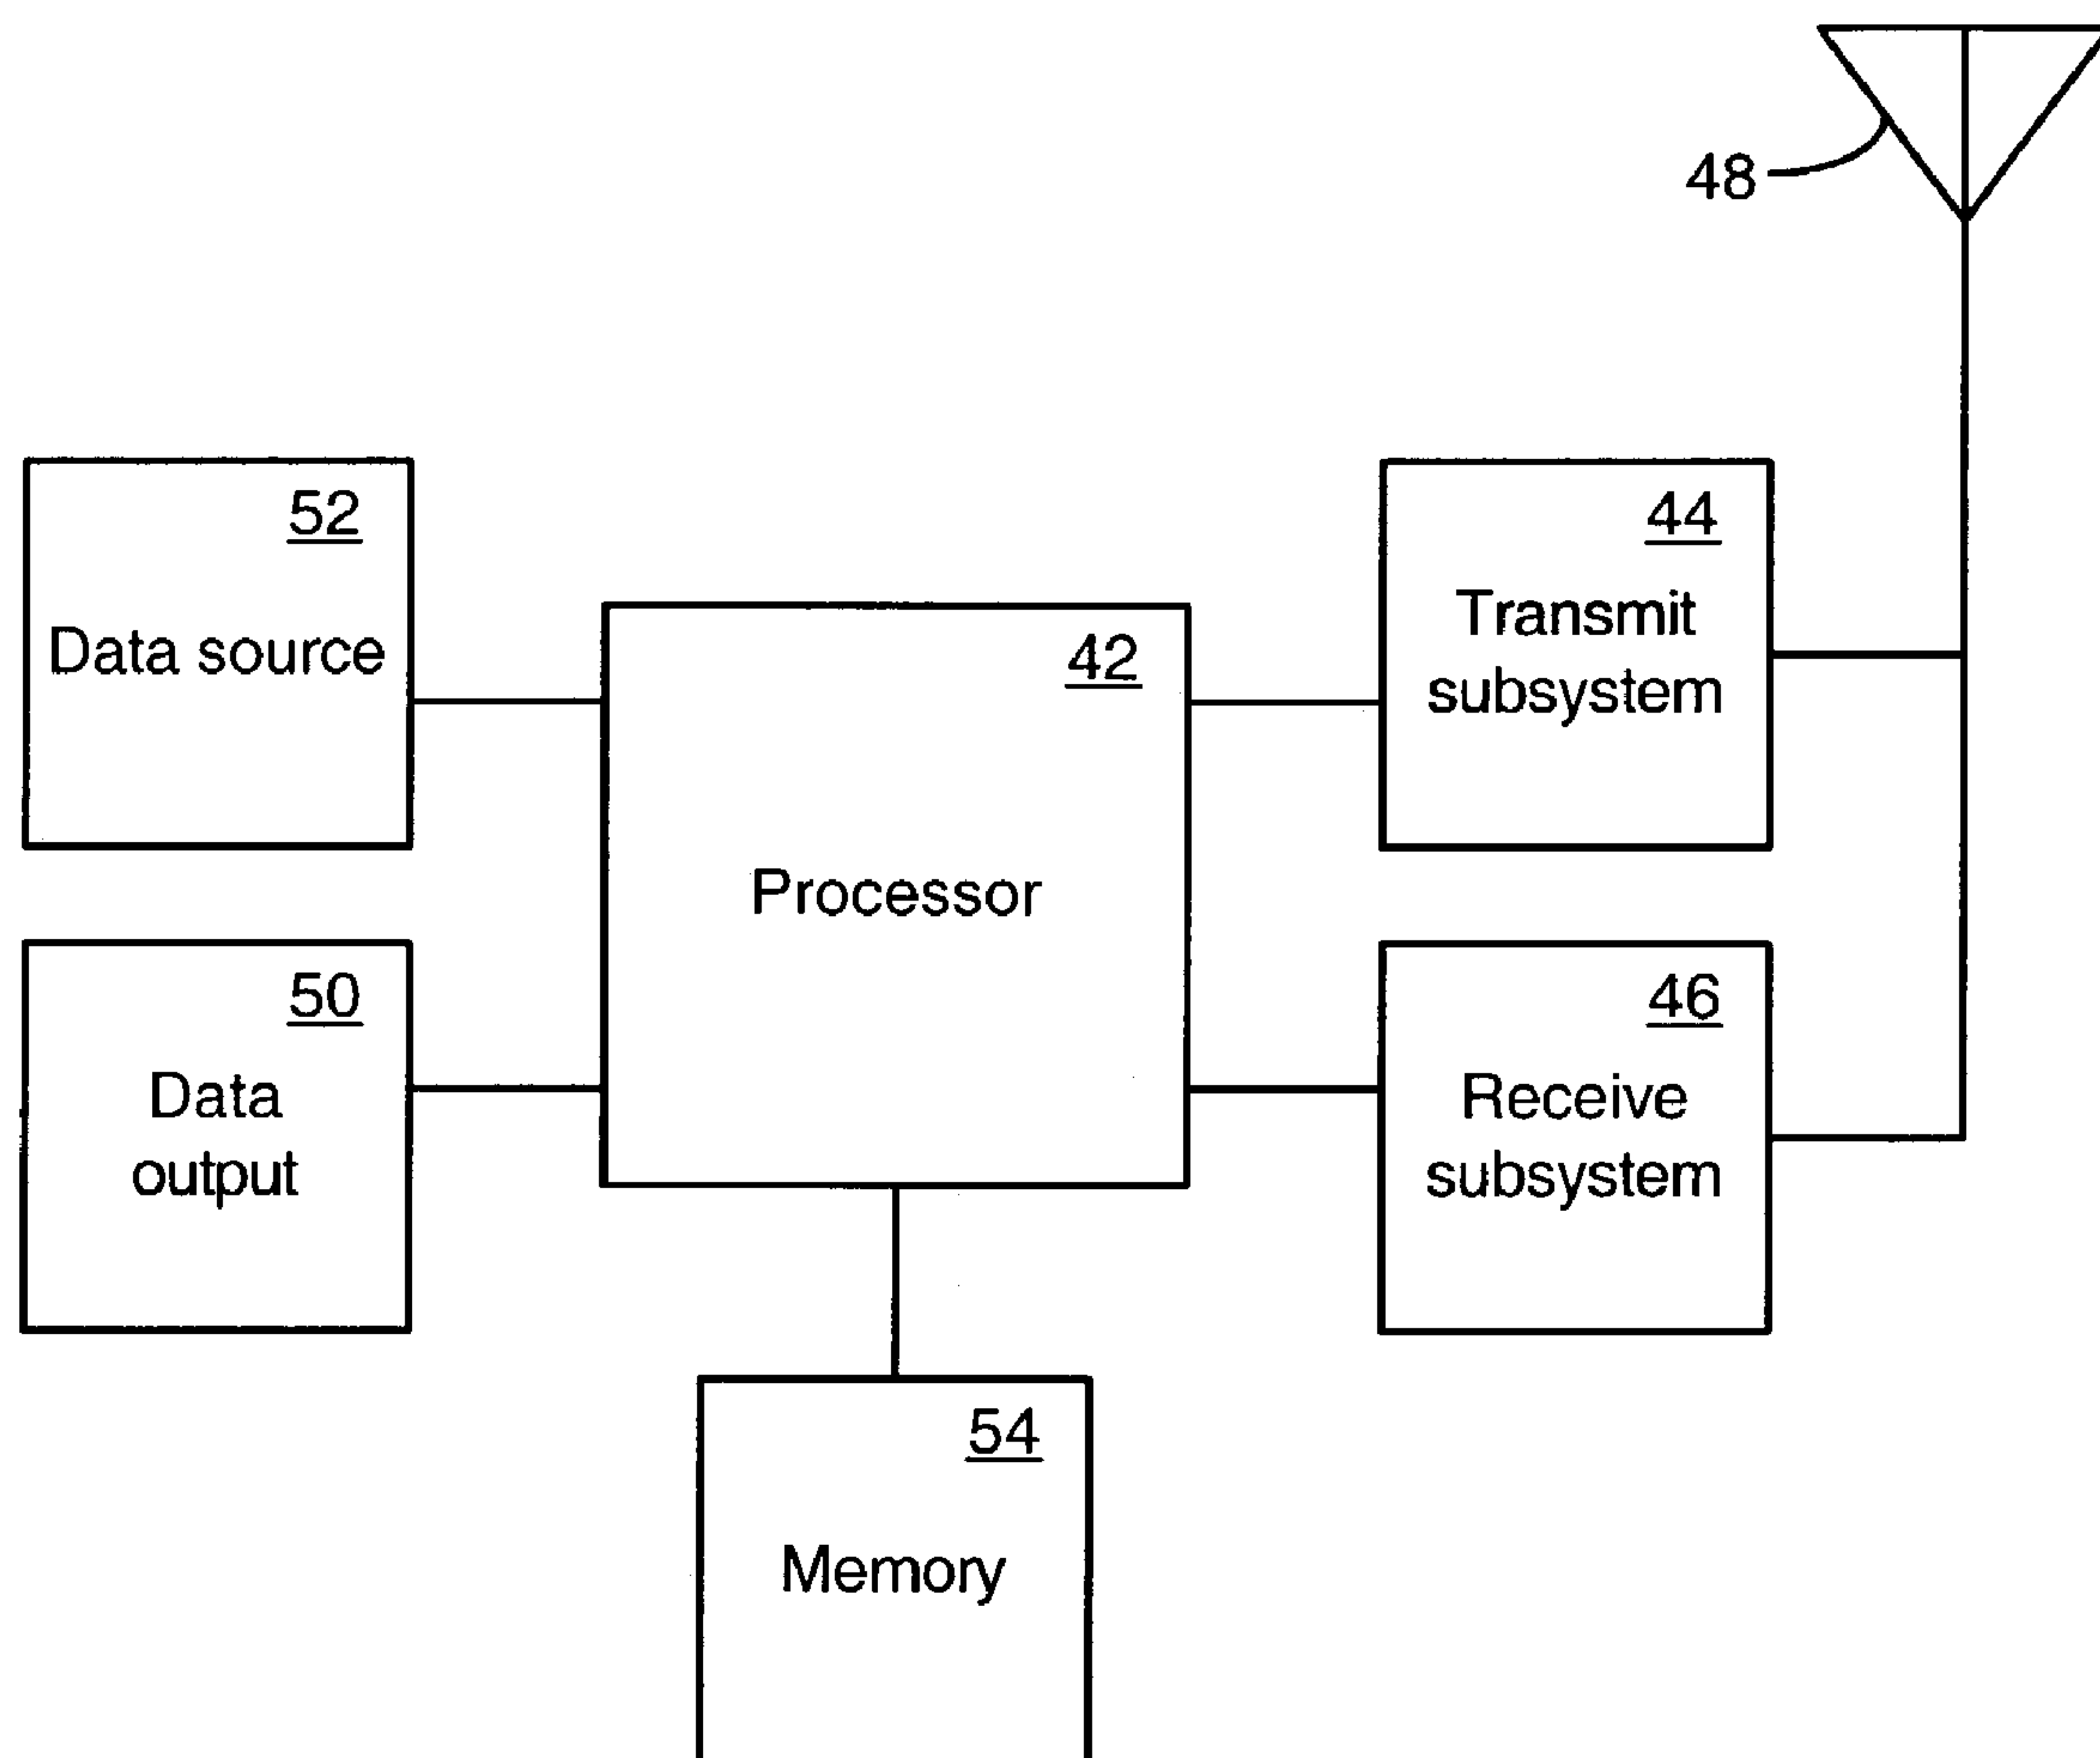 48
52
Data source
44
Transmit
subsystem
42
Processor
50
Data
output
46
Receive
subsystem
54
Memory